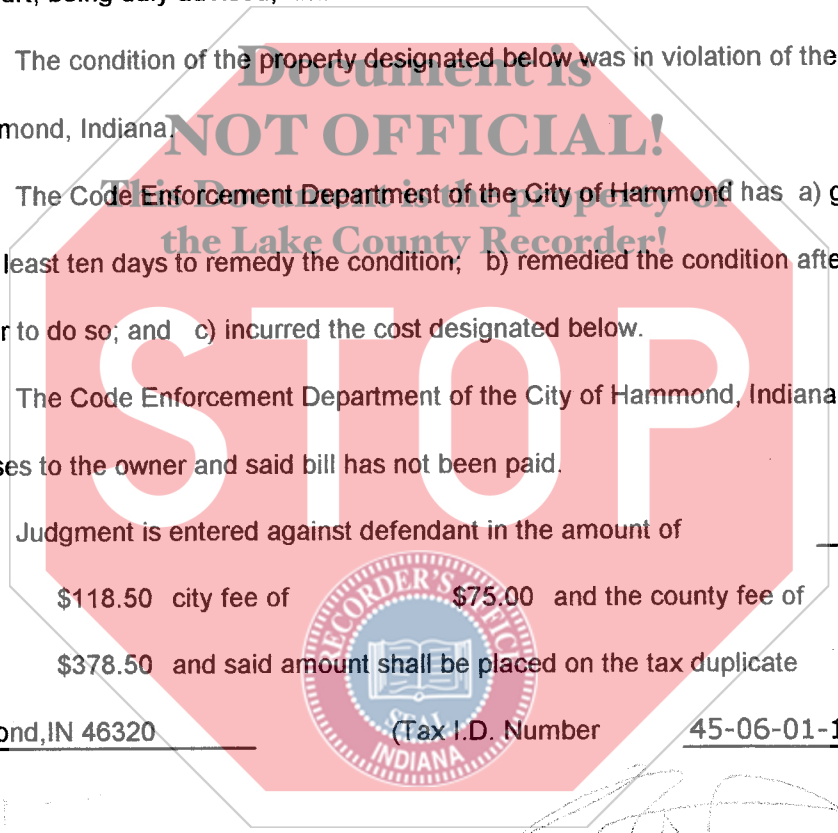 being duly advised,
The condition of the property designated below was in violation of the
mond, Indiana.
The Code Enforcement Department of the City of Hammond has a) g
least ten days to remedy the condition; b) remedied the condition afte
r to do so; and c) incurred the cost designated below.
The Code Enforcement Department of the City of Hammond, Indiana
ses to the owner and said bill has not been paid.
Judgment is entered against defendant in the amount of
$118.50 city fee of $75.00 and the county fee of
$378.50 and said amount shall be placed on the tax duplicate
ond,IN 46320 (Tax I.D. Number 45-06-01-1
Document is
NOT OFFICIAL!
This Document is the property of
the Lake County Recorder!
STOP
RECORDER'S OFFICE
SEAL
INDIANA